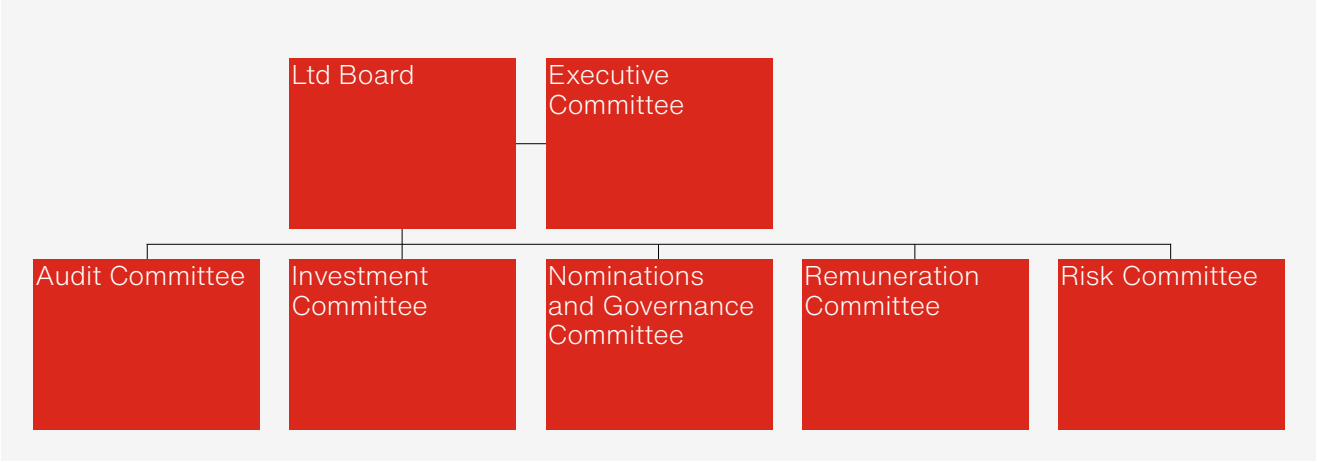 Ltd Board
Executive
Committee
Audit Committee
Investment
Committee
Nominations
and Governance
Committee
Remuneration
Committee
Risk Committee